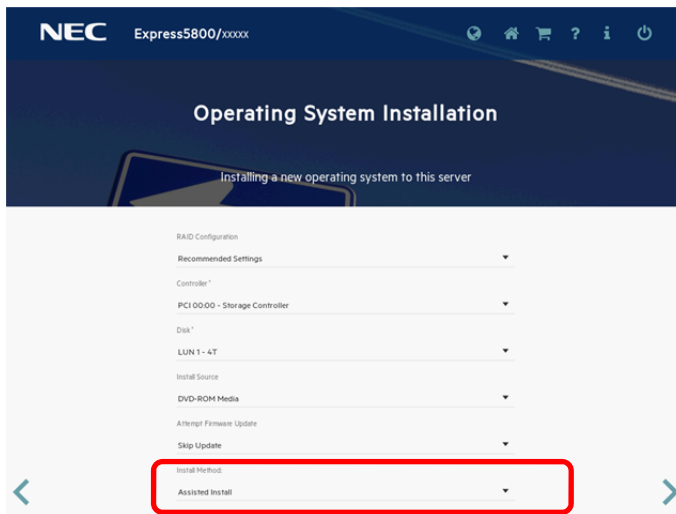 NEC Express5800/xxxxx ?
Operating System Installation
Installing a new operating system to this server
RAID Configuration
Recommended Settings
Controller *
PCI 00:00 - Storage Controller
Disk *
LUN 1 - 4T
Install Source
DVD-ROM Media
Attempt Firmware Update
Skip Update
Install Method
Assisted Install